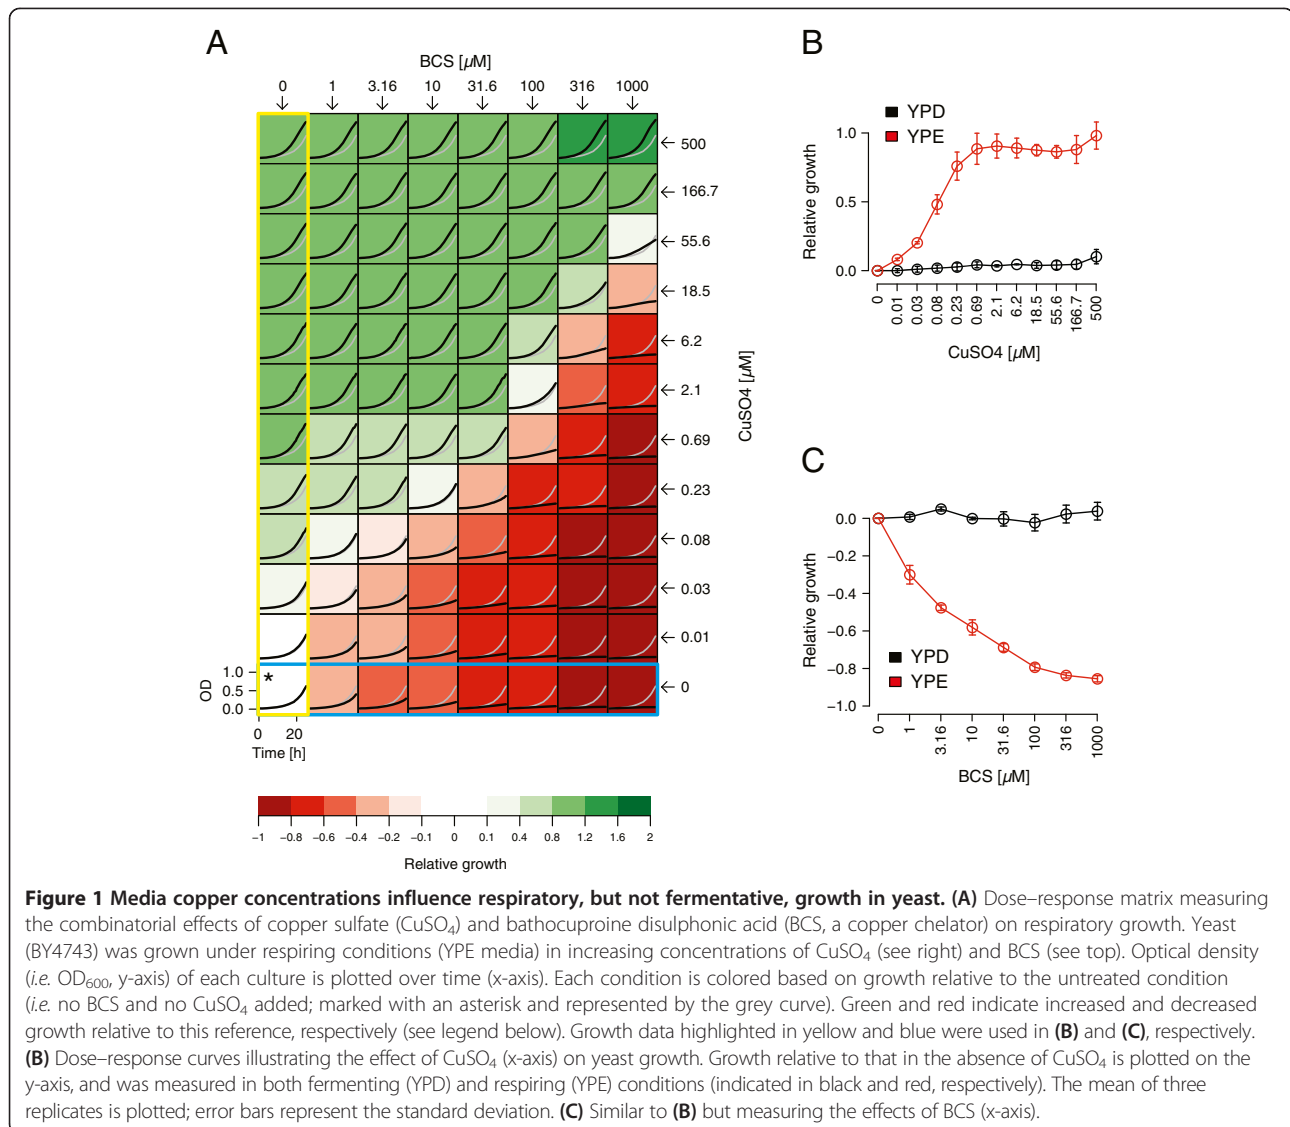 A
BCS [µM]
0 1 3.16 10 31.6 100 316 1000
500
166.7
55.6
18.5
6.2
2.1
0.69
0.23
0.08
0.03
0.01
0
CuSO4 [µM]
*
1.0
0.5
0.0
OD
0 20
Time [h]
−1 −0.8 −0.6 −0.4 −0.2 −0.1 0 0.1 0.4 0.8 1.2 1.6 2
Relative growth
B
YPD
YPE
1.0
0.5
0.0
Relative growth
0 0.01 0.03 0.08 0.23 0.69 2.1 6.2 18.5 55.6 166.7 500
CuSO4 [µM]
C
0.0
−0.2
−0.4
−0.6
−0.8
−1.0
Relative growth
YPD
YPE
0 1 3.16 10 31.6 100 316 1000
BCS [µM]
Figure 1 Media copper concentrations influence respiratory, but not fermentative, growth in yeast. (A) Dose–response matrix measuring
the combinatorial effects of copper sulfate (CuSO₄) and bathocuproine disulphonic acid (BCS, a copper chelator) on respiratory growth. Yeast
(BY4743) was grown under respiring conditions (YPE media) in increasing concentrations of CuSO₄ (see right) and BCS (see top). Optical density
(i.e. OD₆₀₀, y-axis) of each culture is plotted over time (x-axis). Each condition is colored based on growth relative to the untreated condition
(i.e. no BCS and no CuSO₄ added; marked with an asterisk and represented by the grey curve). Green and red indicate increased and decreased
growth relative to this reference, respectively (see legend below). Growth data highlighted in yellow and blue were used in (B) and (C), respectively.
(B) Dose–response curves illustrating the effect of CuSO₄ (x-axis) on yeast growth. Growth relative to that in the absence of CuSO₄ is plotted on the
y-axis, and was measured in both fermenting (YPD) and respiring (YPE) conditions (indicated in black and red, respectively). The mean of three
replicates is plotted; error bars represent the standard deviation. (C) Similar to (B) but measuring the effects of BCS (x-axis).